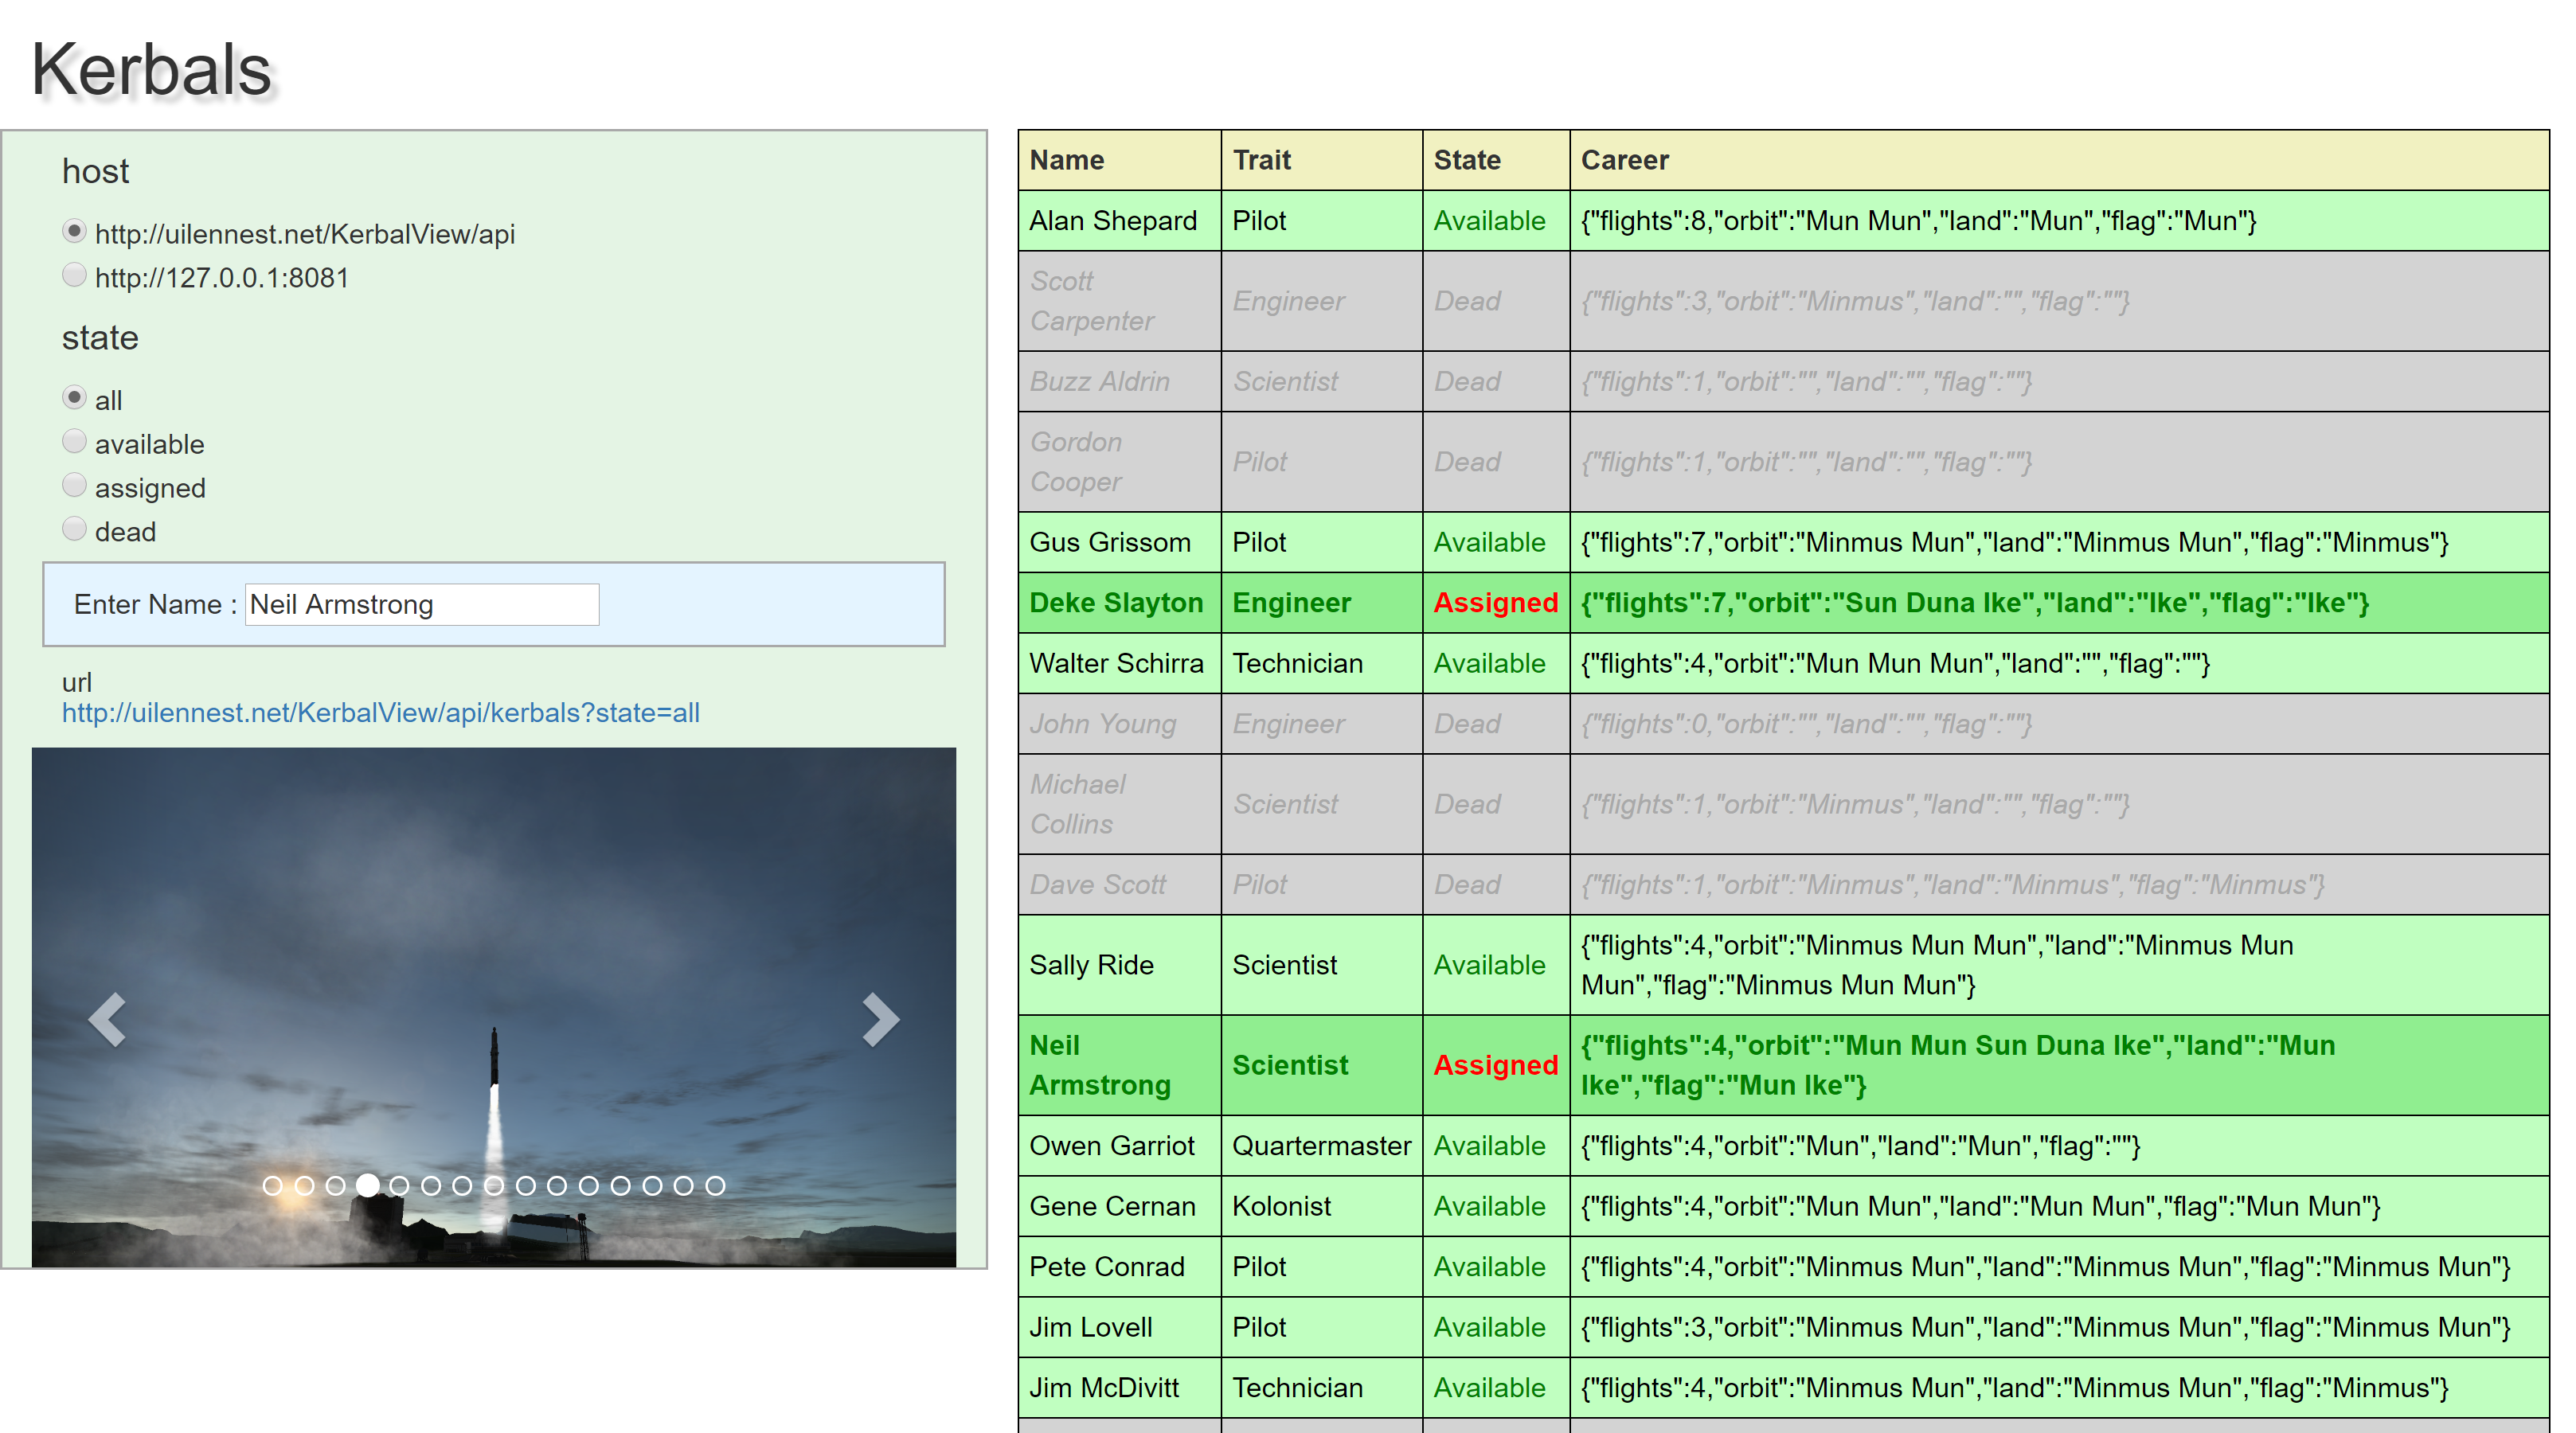 Kerbals
host
http://uilennest.net/KerbalView/api
http://127.0.0.1:8081
state
all
available
assigned
dead
Enter Name : Neil Armstrong
url
http://uilennest.net/KerbalView/api/kerbals?state=all
Name Trait State Career
Alan Shepard Pilot Available {"flights":8,"orbit":"Mun Mun","land":"Mun","flag":"Mun"}
Scott
Carpenter Engineer Dead {"flights":3,"orbit":"Minmus","land":"","flag":""}
Buzz Aldrin Scientist Dead {"flights":1,"orbit":"","land":"","flag":""}
Gordon
Cooper Pilot Dead {"flights":1,"orbit":"","land":"","flag":""}
Gus Grissom Pilot Available {"flights":7,"orbit":"Minmus Mun","land":"Minmus Mun","flag":"Minmus"}
Deke Slayton Engineer Assigned {"flights":7,"orbit":"Sun Duna Ike","land":"Ike","flag":"Ike"}
Walter Schirra Technician Available {"flights":4,"orbit":"Mun Mun Mun","land":"","flag":""}
John Young Engineer Dead {"flights":0,"orbit":"","land":"","flag":""}
Michael
Collins Scientist Dead {"flights":1,"orbit":"Minmus","land":"","flag":""}
Dave Scott Pilot Dead {"flights":1,"orbit":"Minmus","land":"Minmus","flag":"Minmus"}
Sally Ride Scientist Available {"flights":4,"orbit":"Minmus Mun Mun","land":"Minmus Mun
Mun","flag":"Minmus Mun Mun"}
Neil
Armstrong Scientist Assigned {"flights":4,"orbit":"Mun Mun Sun Duna Ike","land":"Mun
Ike","flag":"Mun Ike"}
Owen Garriot Quartermaster Available {"flights":4,"orbit":"Mun","land":"Mun","flag":""}
Gene Cernan Kolonist Available {"flights":4,"orbit":"Mun Mun","land":"Mun Mun","flag":"Mun Mun"}
Pete Conrad Pilot Available {"flights":4,"orbit":"Minmus Mun","land":"Minmus Mun","flag":"Minmus Mun"}
Jim Lovell Pilot Available {"flights":3,"orbit":"Minmus Mun","land":"Minmus Mun","flag":"Minmus Mun"}
Jim McDivitt Technician Available {"flights":4,"orbit":"Minmus Mun","land":"Minmus Mun","flag":"Minmus"}